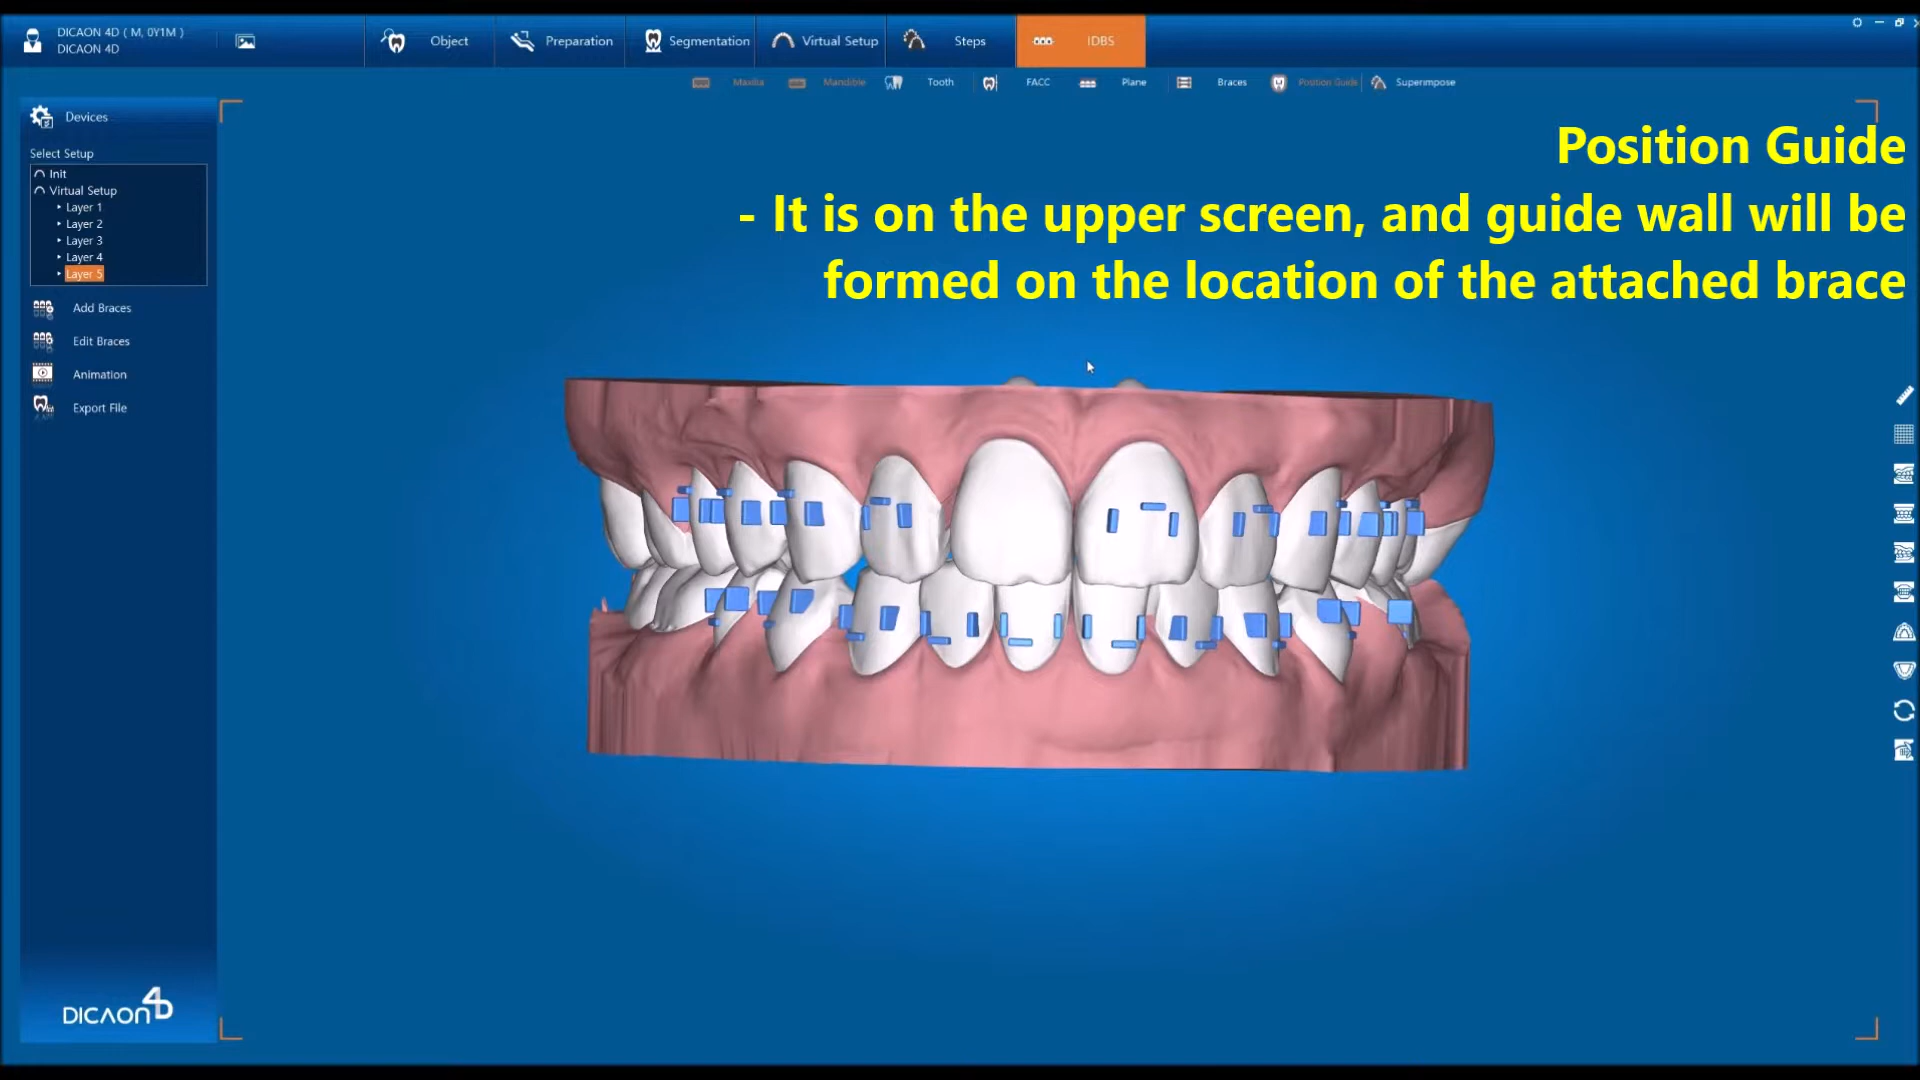 DICAON 4D ( M, 0Y1M )
DICAON 4D
Object
Preparation
Segmentation
Virtual Setup
Steps
IDBS
Maxilla
Mandible
Tooth
FACC
Plane
Braces
Position Guide
Superimpose
Devices
Select Setup
Init
Virtual Setup
Layer 1
Layer 2
Layer 3
Layer 4
Layer 5
Add Braces
Edit Braces
Animation
Export File
Position Guide
- It is on the upper screen, and guide wall will be
formed on the location of the attached brace
DICAON4D